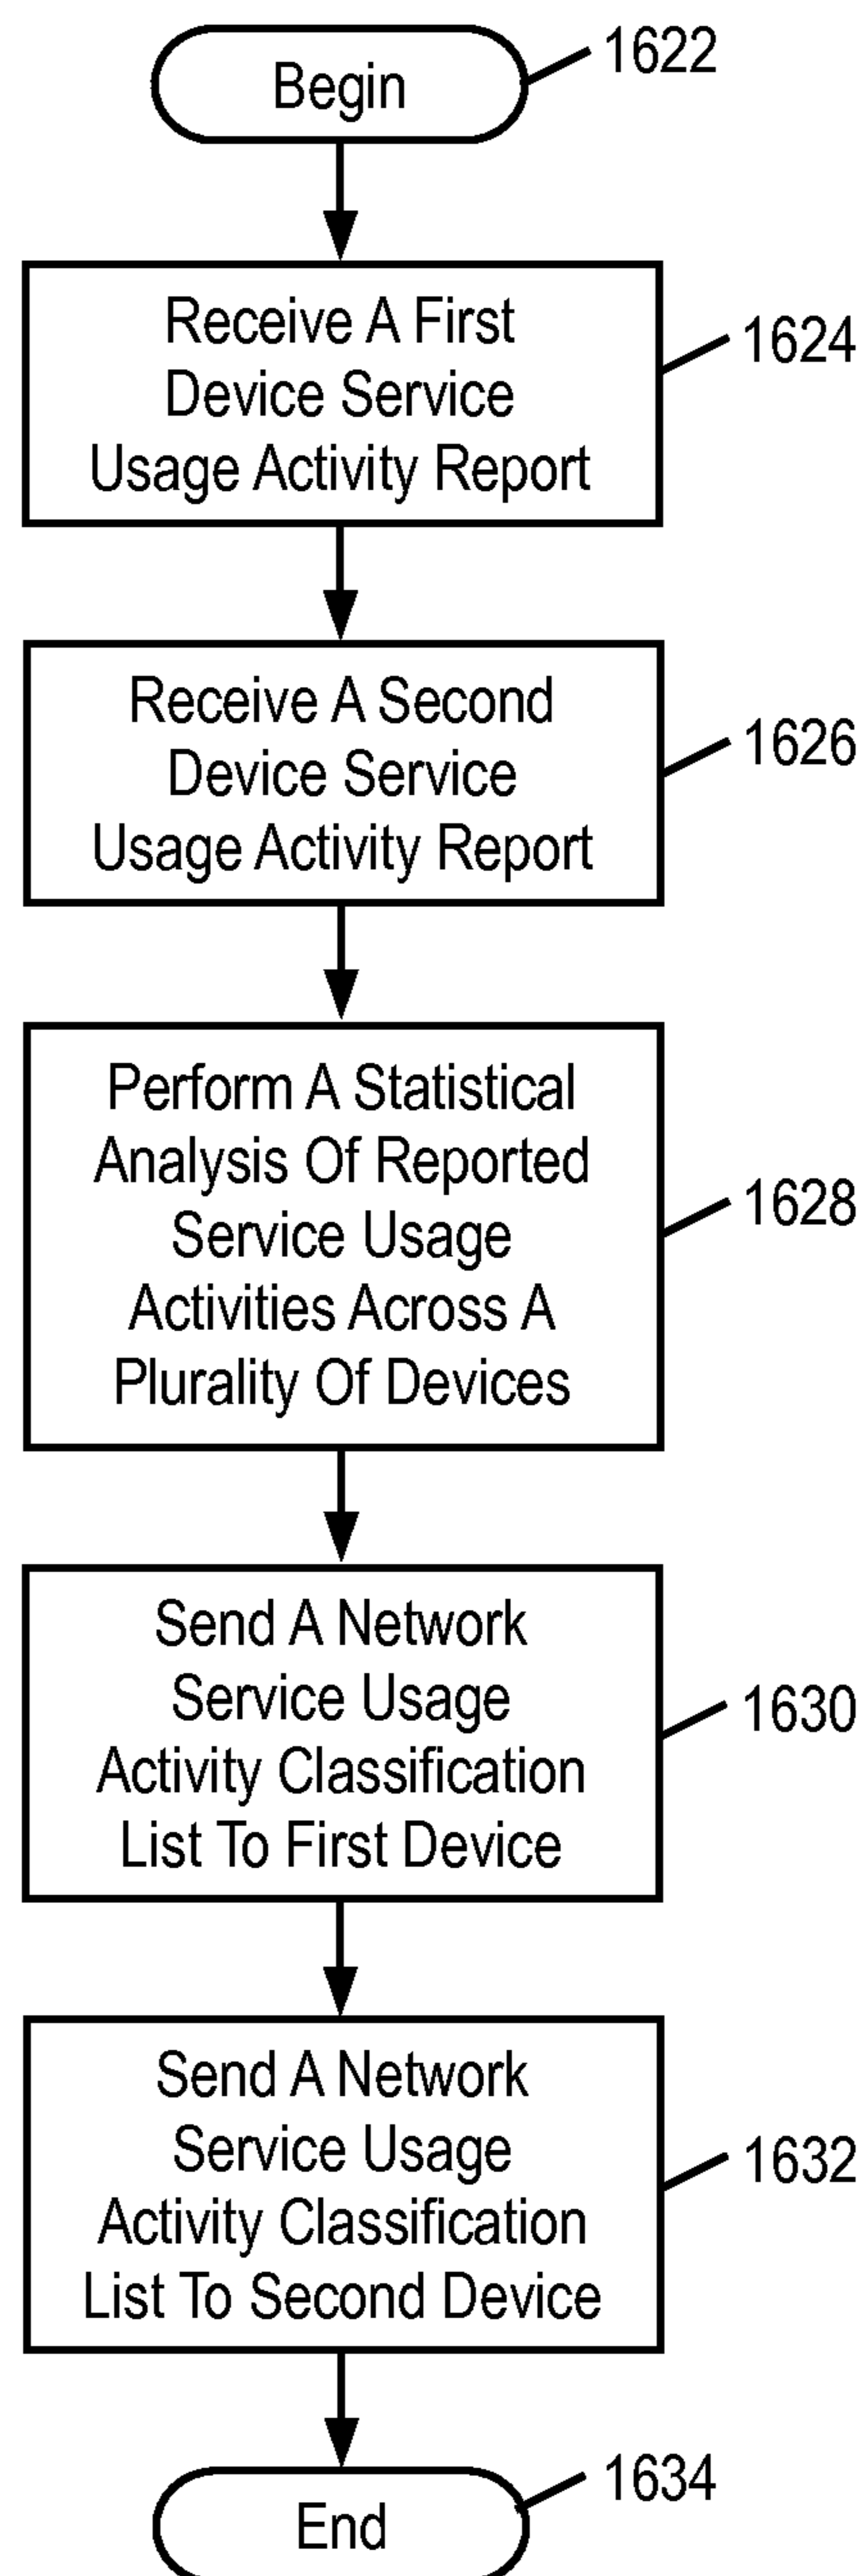 Begin
1622
Receive A First
Device Service
Usage Activity Report
1624
Receive A Second
Device Service
Usage Activity Report
1626
Perform A Statistical
Analysis Of Reported
Service Usage
Activities Across A
Plurality Of Devices
1628
Send A Network
Service Usage
Activity Classification
List To First Device
1630
Send A Network
Service Usage
Activity Classification
List To Second Device
1632
End
1634